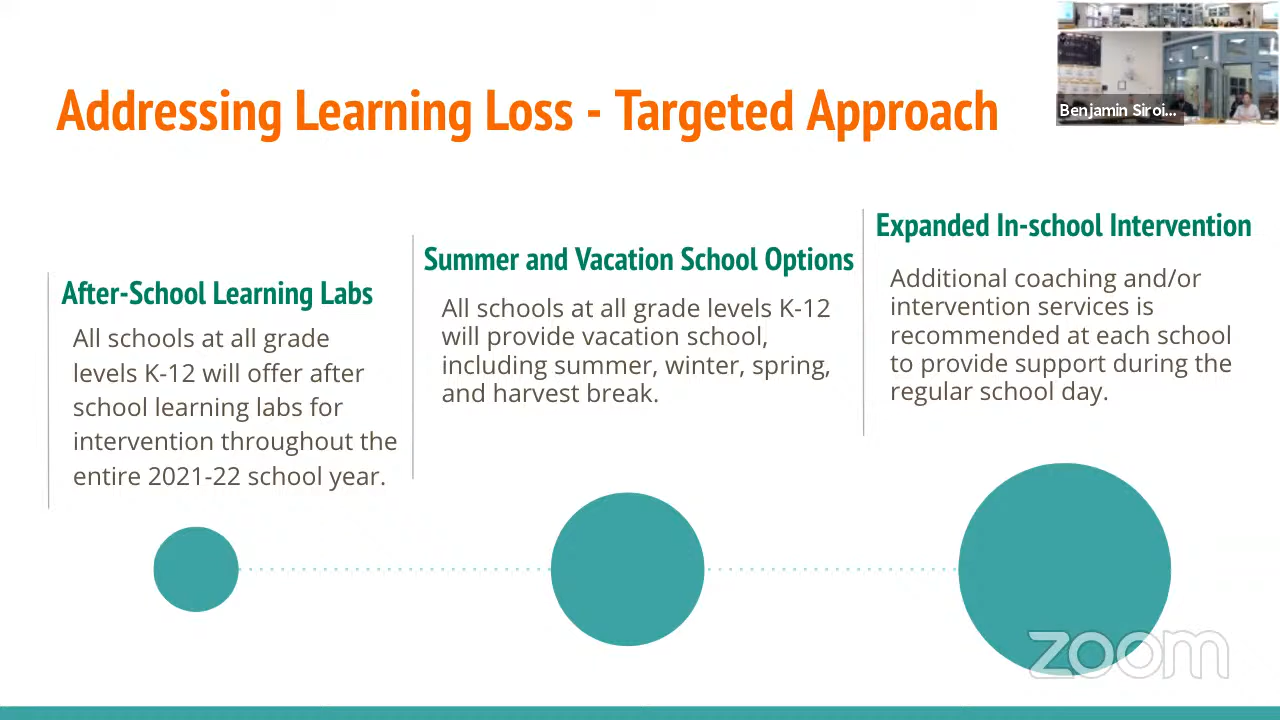 Addressing Learning Loss - Targeted Approach
Benjamin Siroi...
After-School Learning Labs
All schools at all grade
levels K-12 will offer after
school learning labs for
intervention throughout the
entire 2021-22 school year.
Summer and Vacation School Options
All schools at all grade levels K-12
will provide vacation school,
including summer, winter, spring,
and harvest break.
Expanded In-school Intervention
Additional coaching and/or
intervention services is
recommended at each school
to provide support during the
regular school day.
zoom